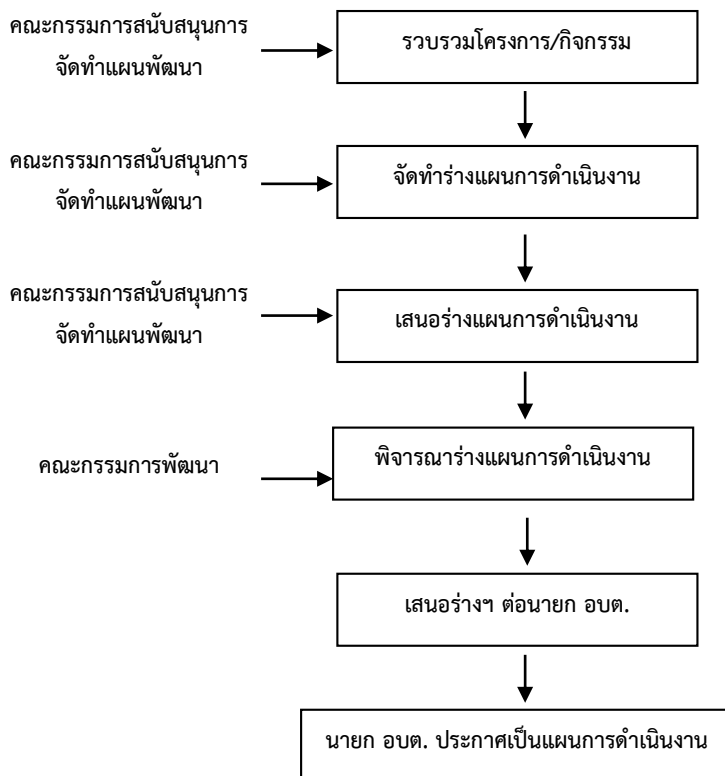 คณะกรรมการสนับสนุนการ
จัดทำแผนพัฒนา
รวบรวมโครงการ/กิจกรรม
คณะกรรมการสนับสนุนการ
จัดทำแผนพัฒนา
จัดทำร่างแผนการดำเนินงาน
คณะกรรมการสนับสนุนการ
จัดทำแผนพัฒนา
เสนอร่างแผนการดำเนินงาน
คณะกรรมการพัฒนา
พิจารณาร่างแผนการดำเนินงาน
เสนอร่างฯ ต่อนายก อบต.
นายก อบต. ประกาศเป็นแผนการดำเนินงาน